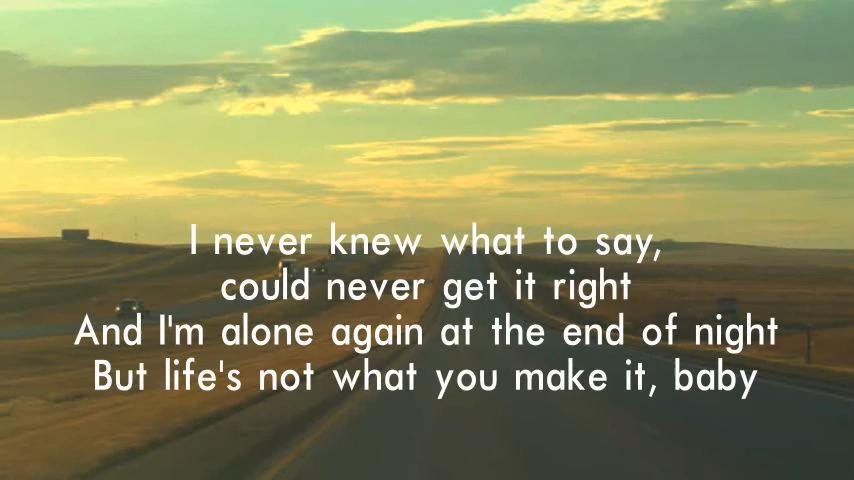 I never knew what to say,
could never get it right
And I'm alone again at the end of night
But life's not what you make it, baby